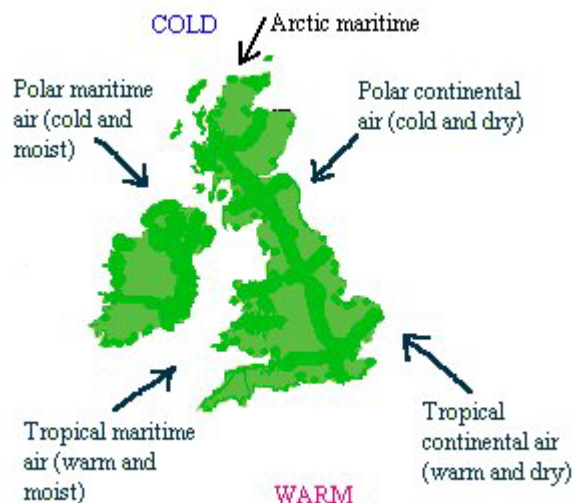 COLD
Arctic maritime
Polar maritime
air (cold and
moist)
Polar continental
air (cold and dry)
Tropical maritime
air (warm and
moist)
Tropical
continental air
(warm and dry)
WARM